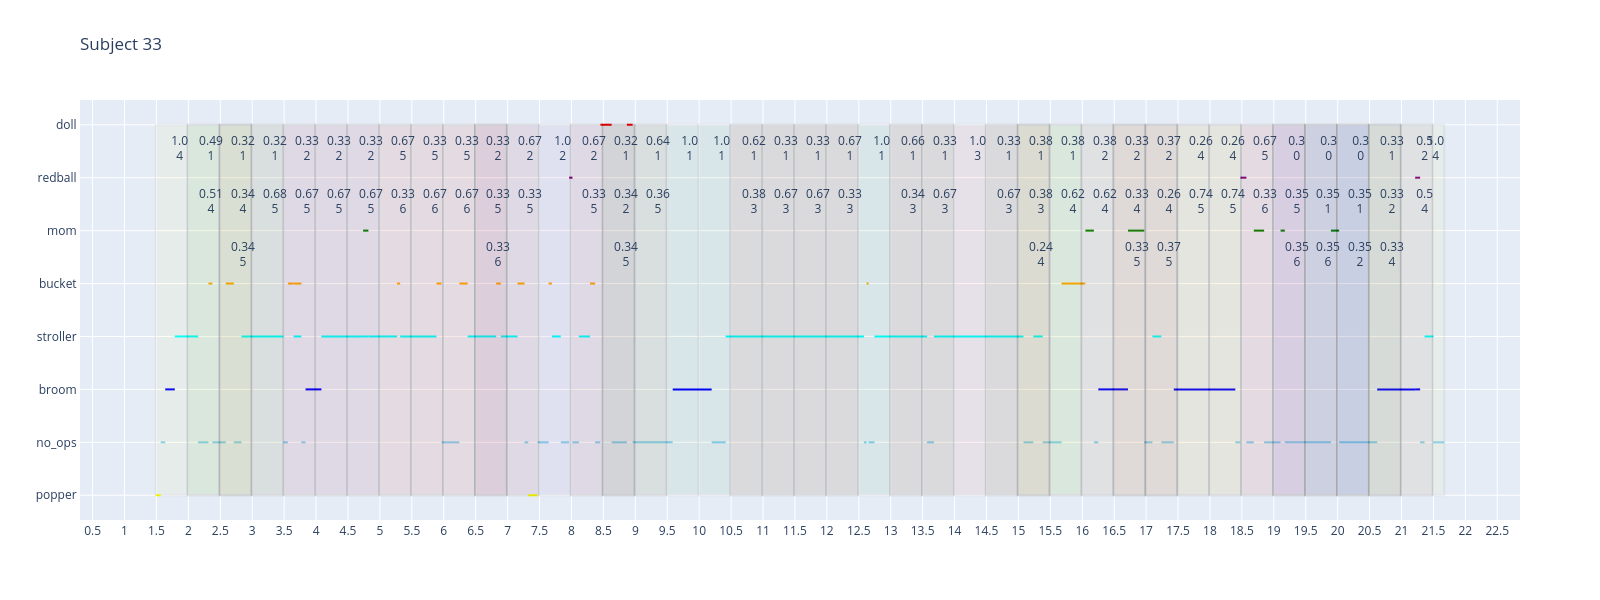 Subject 33
doll
1.0 0.49 0.32 0.32 0.33 0.33 0.33 0.67 0.33 0.33 0.33 0.67 1.0 0.67 0.32 0.64 1.0 1.0 0.62 0.33 0.33 0.67 1.0 0.66 0.33 1.0 0.33 0.38 0.38 0.38 0.33 0.37 0.26 0.26 0.67 0.3 0.3 0.3 0.33 0.5 1.0
4 1 1 1 2 2 2 5 5 5 2 2 2 2 1 1 1 1 1 1 1 1 1 1 1 3 1 1 1 2 2 2 4 4 5 0 0 0 1 2 4
redball
0.51 0.34 0.68 0.67 0.67 0.67 0.33 0.67 0.67 0.33 0.33 0.33 0.34 0.36 0.38 0.67 0.67 0.33 0.34 0.67 0.67 0.38 0.62 0.62 0.33 0.26 0.74 0.74 0.33 0.35 0.35 0.35 0.33 0.5
4 4 5 5 5 5 6 6 6 5 5 5 2 5 3 3 3 3 3 3 3 3 4 4 4 4 5 5 6 5 1 1 2 4
mom
0.34 0.33 0.34 0.24 0.33 0.37 0.35 0.35 0.35 0.33
5 6 5 4 5 5 6 6 2 4
bucket
stroller
broom
no_ops
popper
0.5 1 1.5 2 2.5 3 3.5 4 4.5 5 5.5 6 6.5 7 7.5 8 8.5 9 9.5 10 10.5 11 11.5 12 12.5 13 13.5 14 14.5 15 15.5 16 16.5 17 17.5 18 18.5 19 19.5 20 20.5 21 21.5 22 22.5